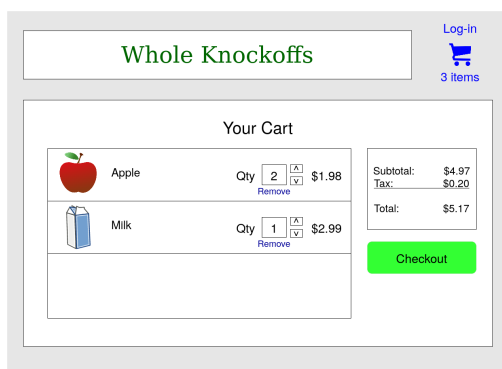 Log-in
Whole Knockoffs
3 items
Your Cart
Apple
Qty 2 ˄ ˅ $1.98
Remove
Milk
Qty 1 ˄ ˅ $2.99
Remove
Subtotal: $4.97
Tax: $0.20
Total: $5.17
Checkout